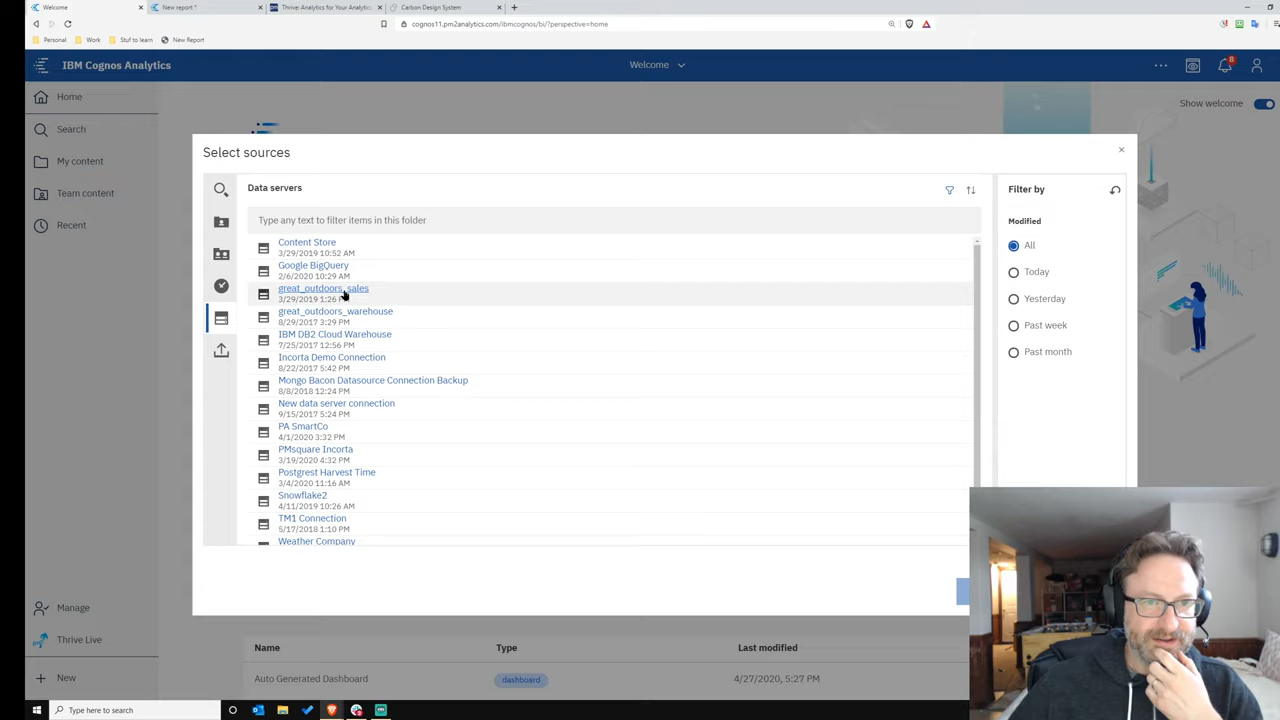 Welcome
New report *
Thrive: Analytics for Your Analytics
Carbon Design System
cognos11.pm2analytics.com/ibmcognos/bi/?perspective=home
Personal
Work
Stuf to learn
New Report
IBM Cognos Analytics
Welcome
8
Home
Search
My content
Team content
Recent
Show welcome
Select sources
Data servers
Type any text to filter items in this folder
Content Store
3/29/2019 10:52 AM
Google BigQuery
2/6/2020 10:29 AM
great_outdoors_sales
3/29/2019 1:26
great_outdoors_warehouse
8/29/2017 3:29 PM
IBM DB2 Cloud Warehouse
7/25/2017 12:56 PM
Incorta Demo Connection
8/22/2017 5:42 PM
Mongo Bacon Datasource Connection Backup
8/8/2018 12:24 PM
New data server connection
9/15/2017 5:24 PM
PA SmartCo
4/1/2020 3:32 PM
PMsquare Incorta
3/19/2020 4:32 PM
Postgrest Harvest Time
3/4/2020 11:16 AM
Snowflake2
4/11/2019 10:26 AM
TM1 Connection
5/17/2018 1:10 PM
Weather Company
Filter by
Modified
All
Today
Yesterday
Past week
Past month
Manage
Thrive Live
New
Name
Type
Last modified
Auto Generated Dashboard
dashboard
4/27/2020, 5:27 PM
Type here to search